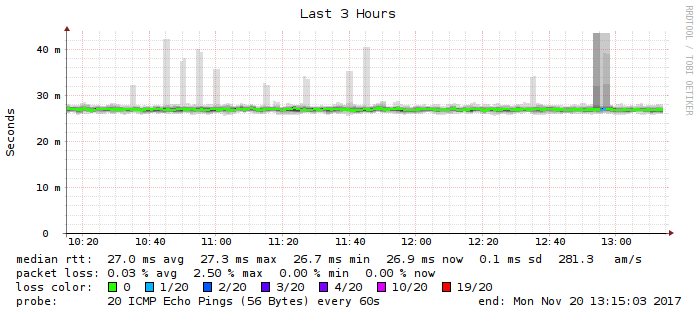 Last 3 Hours
RRDTOOL / TOBI OETIKER
Seconds
40 m
30 m
20 m
10 m
0
10:20 10:40 11:00 11:20 11:40 12:00 12:20 12:40 13:00
median rtt: 27.0 ms avg 27.3 ms max 26.7 ms min 26.9 ms now 0.1 ms sd 281.3 am/s
packet loss: 0.03 % avg 2.50 % max 0.00 % min 0.00 % now
loss color: 0 1/20 2/20 3/20 4/20 10/20 19/20
probe: 20 ICMP Echo Pings (56 Bytes) every 60s end: Mon Nov 20 13:15:03 2017